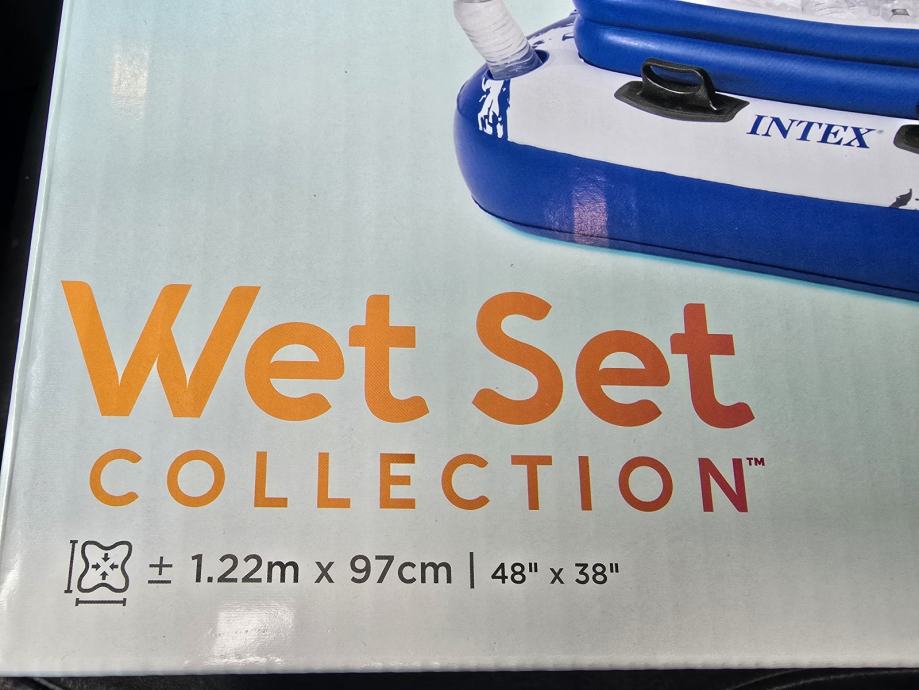 INTEX®
Wet Set
COLLECTION™
± 1.22m x 97cm | 48" x 38"